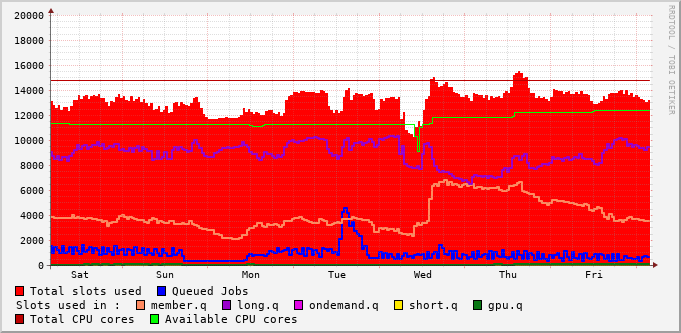 RRDTOOL / TOBI OETIKER
20000
18000
16000
14000
12000
10000
8000
6000
4000
2000
0
Sat Sun Mon Tue Wed Thu Fri
Total slots used Queued Jobs
Slots used in : member.q long.q ondemand.q short.q gpu.q
Total CPU cores Available CPU cores